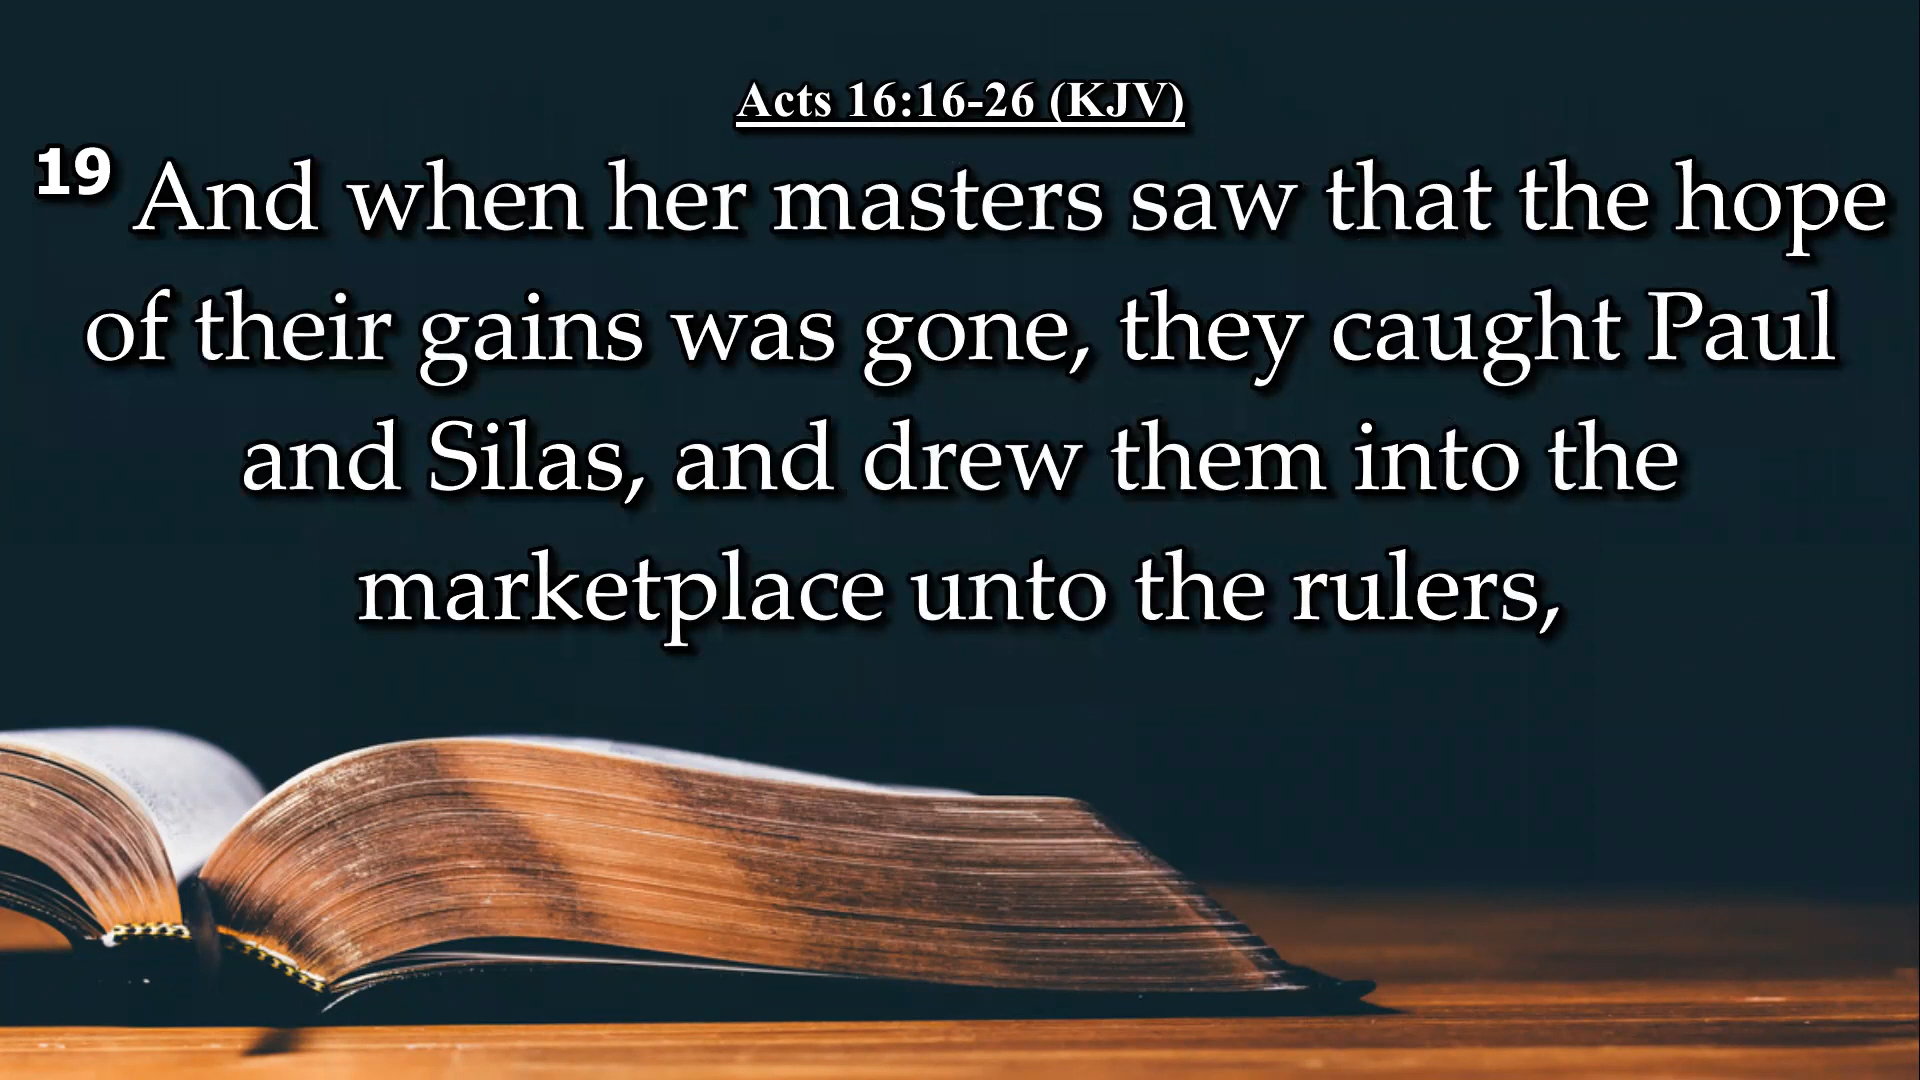 Acts 16:16-26 (KJV)
19 And when her masters saw that the hope
of their gains was gone, they caught Paul
and Silas, and drew them into the
marketplace unto the rulers,